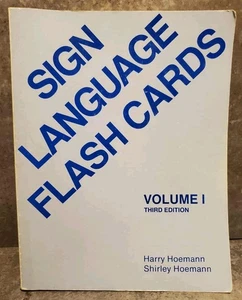 SIGN
LANGUAGE
FLASH CARDS
VOLUME I
THIRD EDITION
Harry Hoemann
Shirley Hoemann